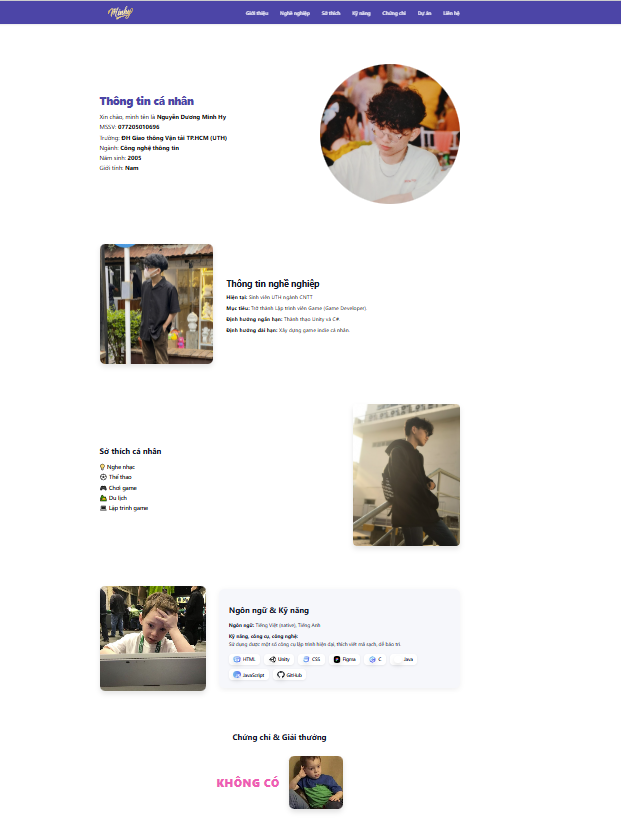 Minhy
Giới thiệu Nghề nghiệp Sở thích Kỹ năng Chứng chỉ Dự án Liên hệ
Thông tin cá nhân
Xin chào, mình tên là Nguyễn Dương Minh Hy
MSSV: 077205010696
Trường: ĐH Giao thông Vận tải TP.HCM (UTH)
Ngành: Công nghệ thông tin
Năm sinh: 2005
Giới tính: Nam
Thông tin nghề nghiệp
Hiện tại: Sinh viên UTH ngành CNTT
Mục tiêu: Trở thành Lập trình viên Game (Game Developer).
Định hướng ngắn hạn: Thành thạo Unity và C#
Định hướng dài hạn: Xây dựng game indie cá nhân.
Sở thích cá nhân
Nghe nhạc
Thể thao
Chơi game
Du lịch
Lập trình game
Ngôn ngữ & Kỹ năng
Ngôn ngữ: Tiếng Việt (native), Tiếng Anh
Kỹ năng, công cụ, công nghệ:
Sử dụng được một số công cụ lập trình hiện đại, thích viết mã sạch, dễ bảo trì.
HTML Unity CSS Figma C Java
JavaScript GitHub
Chứng chỉ & Giải thưởng
KHÔNG CÓ